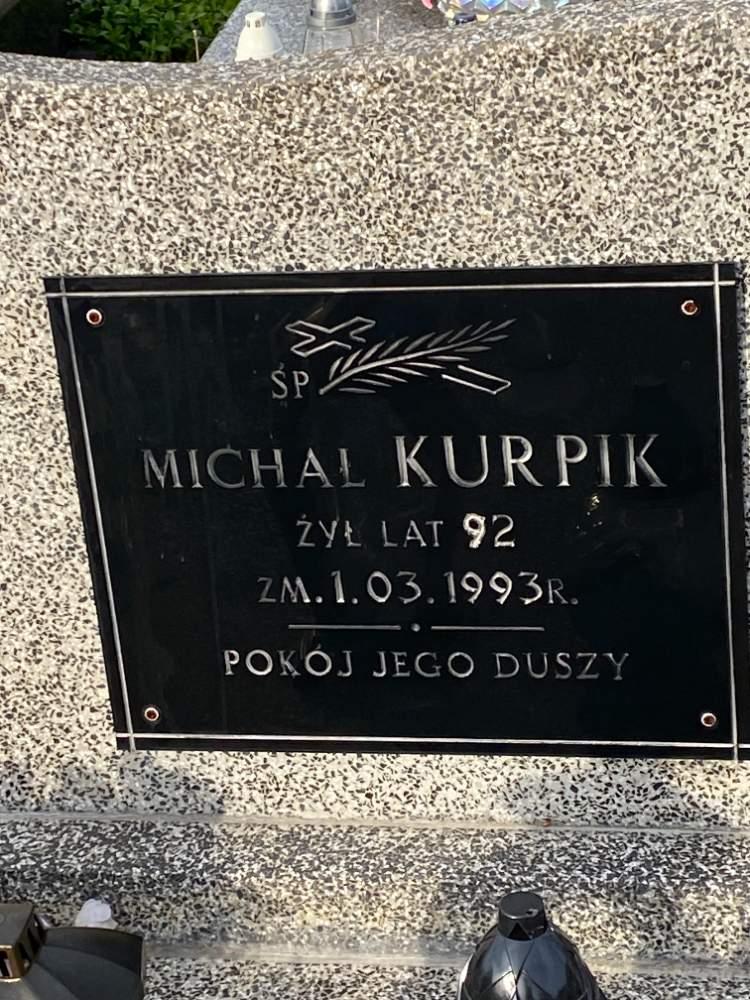 ŚP
MICHAŁ KURPIK
ŻYŁ LAT 92
ZM. 1.03.1993R.
POKÓJ JEGO DUSZY